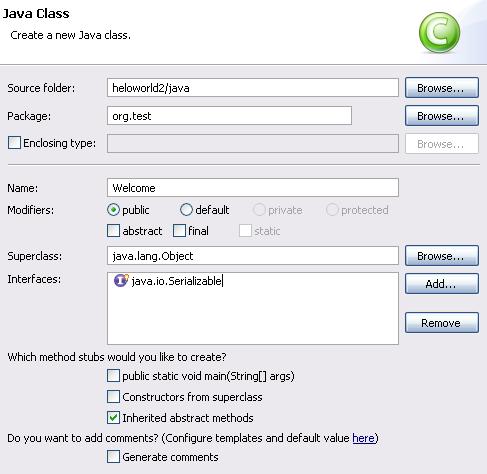 Java Class
Create a new Java class.
C
Source folder: heloworld2/java Browse...
Package: org.test Browse...
Enclosing type: Browse...
Name: Welcome
Modifiers: public default private protected
abstract final static
Superclass: java.lang.Object Browse...
Interfaces: java.io.Serializable Add...
Remove
Which method stubs would you like to create?
public static void main(String[] args)
Constructors from superclass
Inherited abstract methods
Do you want to add comments? (Configure templates and default value here)
Generate comments